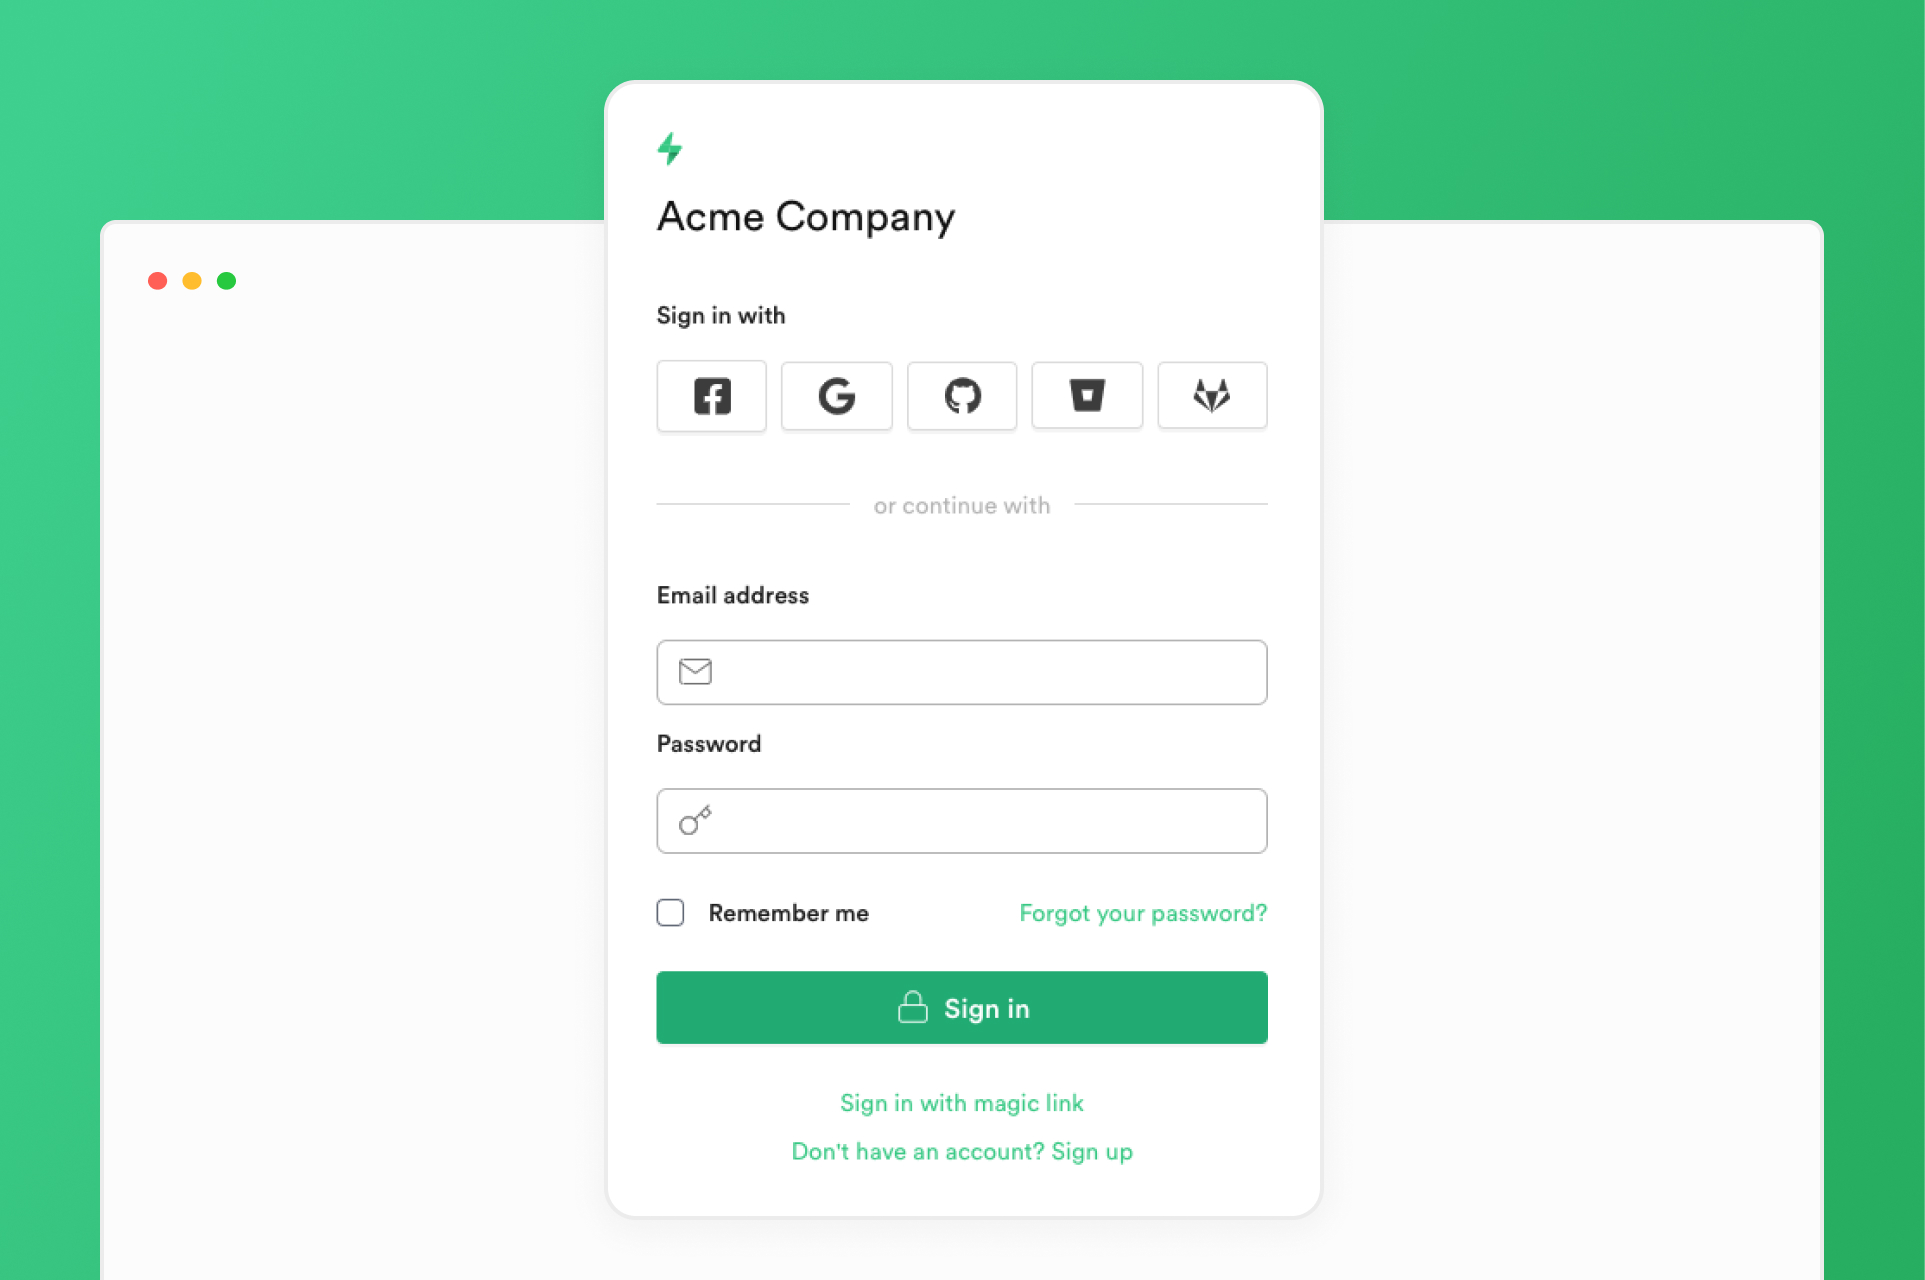 Acme Company
Sign in with
or continue with
Email address
Password
Remember me
Forgot your password?
Sign in
Sign in with magic link
Don't have an account? Sign up